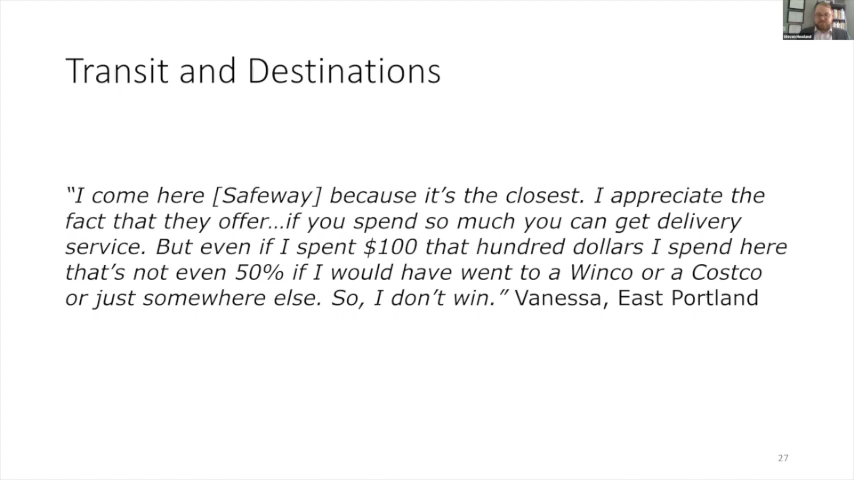 Transit and Destinations
“I come here [Safeway] because it’s the closest. I appreciate the
fact that they offer…if you spend so much you can get delivery
service. But even if I spent $100 that hundred dollars I spend here
that’s not even 50% if I would have went to a Winco or a Costco
or just somewhere else. So, I don’t win.” Vanessa, East Portland
27